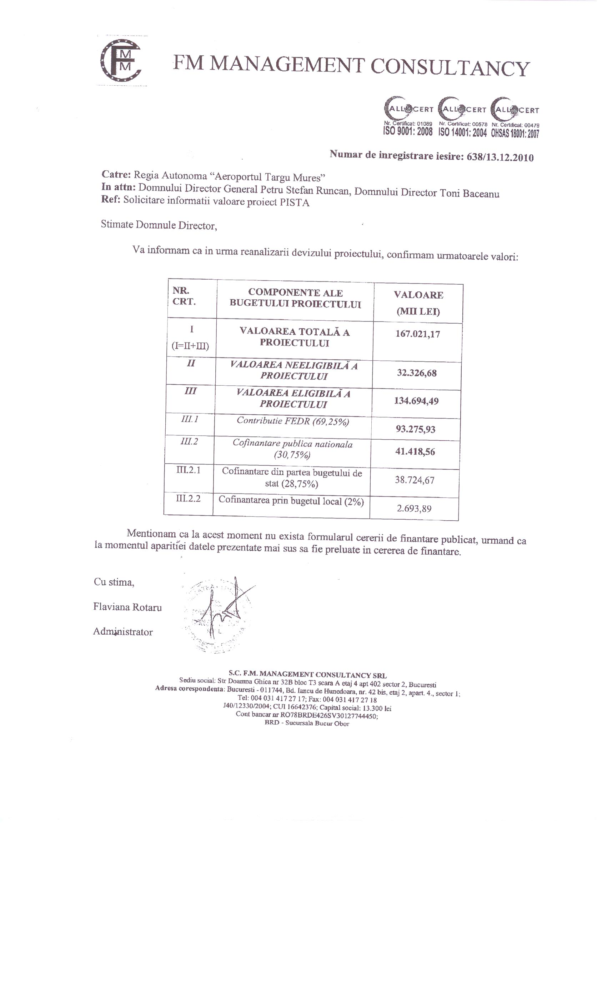 FM MANAGEMENT CONSULTANCY
ALL CERT ALL CERT ALL CERT
Nr. Certificat: 01089 Nr. Certificat: 00578 Nr. Certificat: 00479
ISO 9001: 2008 ISO 14001: 2004 OHSAS 18001: 2007
Numar de inregistrare iesire: 638/13.12.2010
Catre: Regia Autonoma “Aeroportul Targu Mures”
In attn: Domnului Director General Petru Stefan Runcan, Domnului Director Toni Baceanu
Ref: Solicitare informatii valoare proiect PISTA
Stimate Domnule Director,
Va informam ca in urma reanalizarii devizului proiectului, confirmam urmatoarele valori:
NR. CRT. COMPONENTE ALE BUGETULUI PROIECTULUI VALOARE (MII LEI)
I (I=II+III) VALOAREA TOTALĂ A PROIECTULUI 167.021,17
II VALOAREA NEELIGIBILĂ A PROIECTULUI 32.326,68
III VALOAREA ELIGIBILĂ A PROIECTULUI 134.694,49
III.1 Contributie FEDR (69,25%) 93.275,93
III.2 Cofinantare publica nationala (30,75%) 41.418,56
III.2.1 Cofinantare din partea bugetului de stat (28,75%) 38.724,67
III.2.2 Cofinantarea prin bugetul local (2%) 2.693,89
Mentionam ca la acest moment nu exista formularul cererii de finantare publicat, urmand ca
la momentul aparitiei datele prezentate mai sus sa fie preluate in cererea de finantare.
Cu stima,
Flaviana Rotaru
Administrator
S.C. F.M. MANAGEMENT CONSULTANCY SRL
Sediu social: Str Doamna Ghica nr 32B bloc T3 scara A etaj 4 apt 402 sector 2, Bucuresti
Adresa corespondenta: Bucuresti - 011744, Bd. Iancu de Hunedoara, nr. 42 bis, etaj 2, apart. 4., sector 1;
Tel: 004 031 417 27 17; Fax: 004 031 417 27 18
J40/12330/2004; CUI 16642376; Capital social: 13.300 lei
Cont bancar nr RO78BRDE426SV30127744450;
BRD - Sucursala Bucur Obor